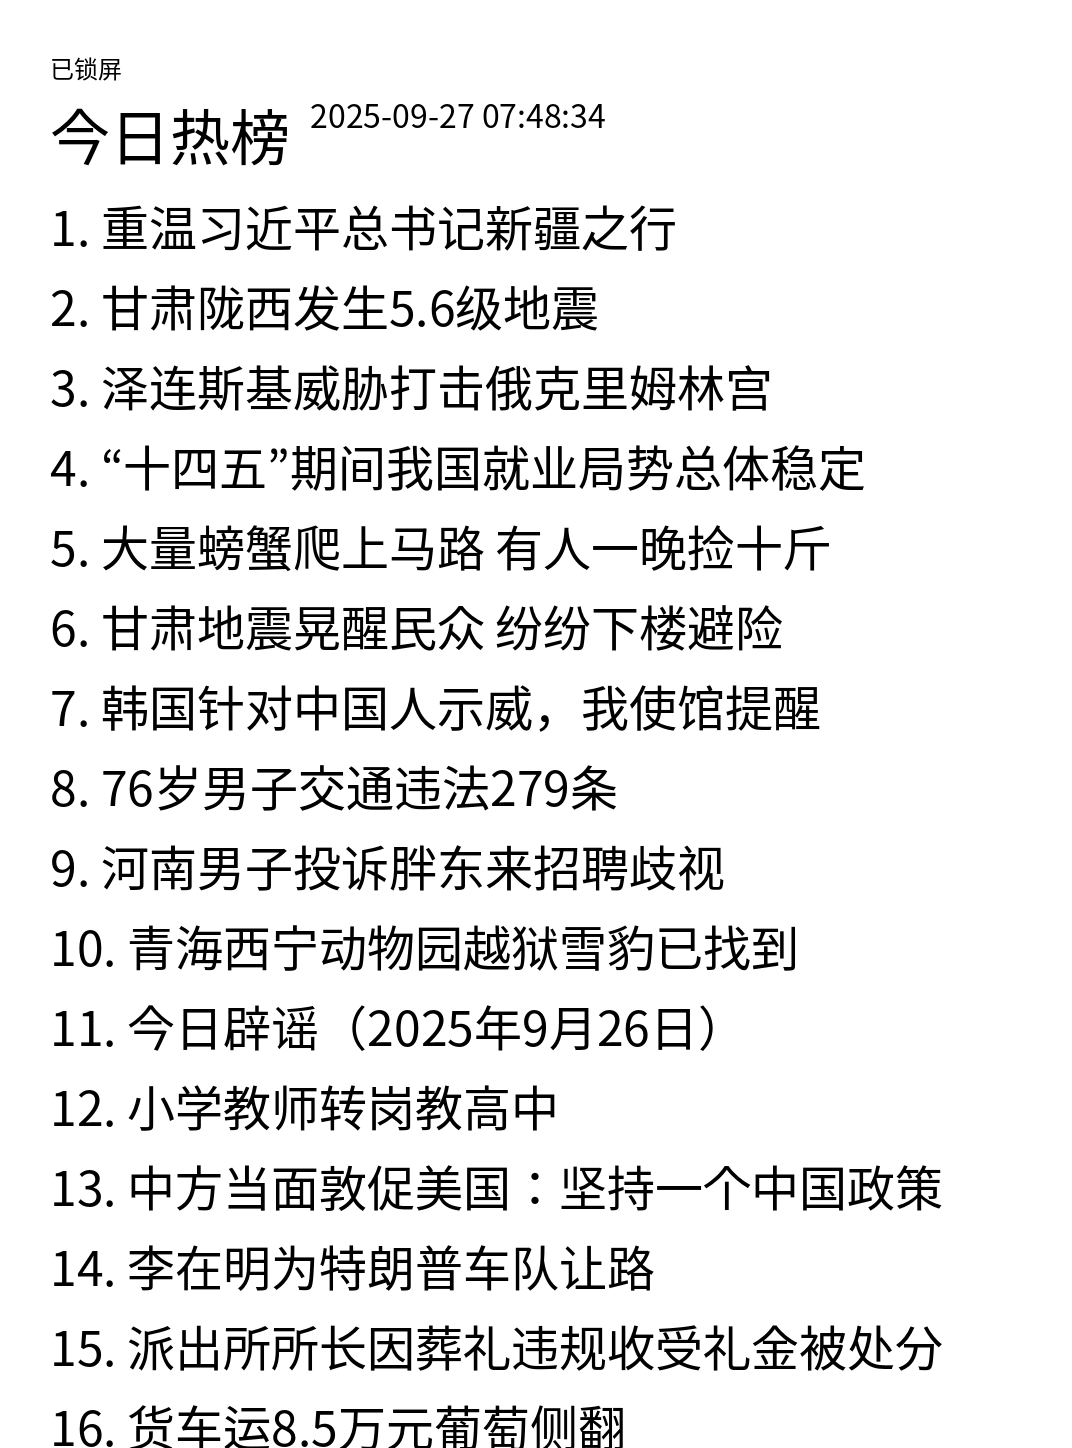 已锁屏
今日热榜 2025-09-27 07:48:34
1. 重温习近平总书记新疆之行
2. 甘肃陇西发生5.6级地震
3. 泽连斯基威胁打击俄克里姆林宫
4. “十四五”期间我国就业局势总体稳定
5. 大量螃蟹爬上马路 有人一晚捡十斤
6. 甘肃地震晃醒民众 纷纷下楼避险
7. 韩国针对中国人示威，我使馆提醒
8. 76岁男子交通违法279条
9. 河南男子投诉胖东来招聘歧视
10. 青海西宁动物园越狱雪豹已找到
11. 今日辟谣（2025年9月26日）
12. 小学教师转岗教高中
13. 中方当面敦促美国：坚持一个中国政策
14. 李在明为特朗普车队让路
15. 派出所所长因葬礼违规收受礼金被处分
16. 货车运8.5万元葡萄侧翻